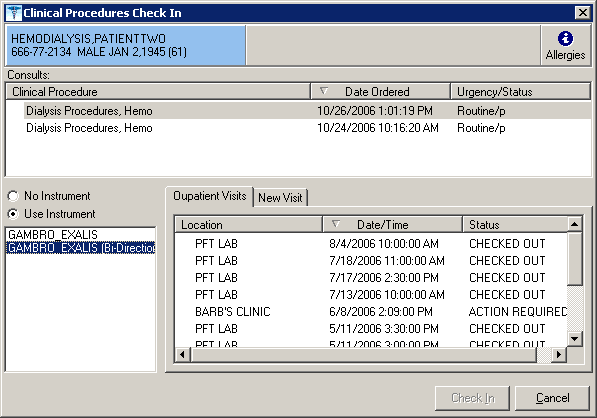 Clinical Procedures Check In
HEMODIALYSIS,PATIENTTWO
666-77-2134 MALE JAN 2,1945 (61)
Allergies
Consults:
Clinical Procedure Date Ordered Urgency/Status
Dialysis Procedures, Hemo 10/26/2006 1:01:19 PM Routine/p
Dialysis Procedures, Hemo 10/24/2006 10:16:20 AM Routine/p
No Instrument
Use Instrument
GAMBRO_EXALIS
GAMBRO_EXALIS (Bi-Direction
Oupatient Visits New Visit
Location Date/Time Status
PFT LAB 8/4/2006 10:00:00 AM CHECKED OUT
PFT LAB 7/18/2006 11:00:00 AM CHECKED OUT
PFT LAB 7/17/2006 2:30:00 PM CHECKED OUT
PFT LAB 7/13/2006 10:00:00 AM CHECKED OUT
BARB'S CLINIC 6/8/2006 2:09:00 PM ACTION REQUIRED
PFT LAB 5/11/2006 3:30:00 PM CHECKED OUT
PFT LAB 5/11/2006 3:00:00 PM CHECKED OUT
Check In Cancel